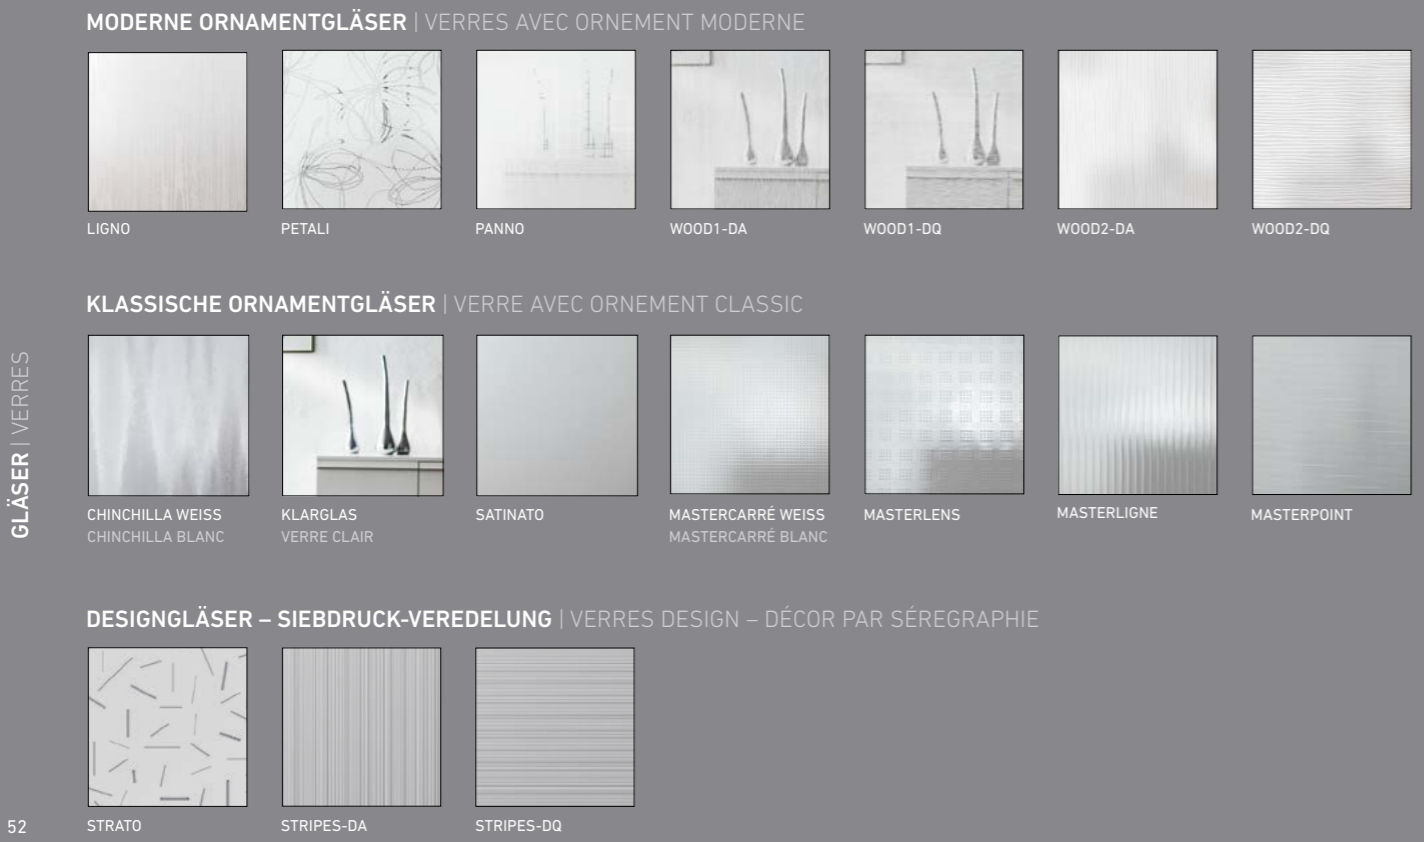 MODERNE ORNAMENTGLÄSER | VERRES AVEC ORNEMENT MODERNE
LIGNO
PETALI
PANNO
WOOD1-DA
WOOD1-DQ
WOOD2-DA
WOOD2-DQ
KLASSISCHE ORNAMENTGLÄSER | VERRE AVEC ORNEMENT CLASSIC
CHINCHILLA WEISS
CHINCHILLA BLANC
KLARGLAS
VERRE CLAIR
SATINATO
MASTERCARRÉ WEISS
MASTERCARRÉ BLANC
MASTERLENS
MASTERLIGNE
MASTERPOINT
DESIGNGLÄSER – SIEBDRUCK-VEREDELUNG | VERRES DESIGN – DÉCOR PAR SÉREGRAPHIE
STRATO
STRIPES-DA
STRIPES-DQ
GLÄSER | VERRES
52